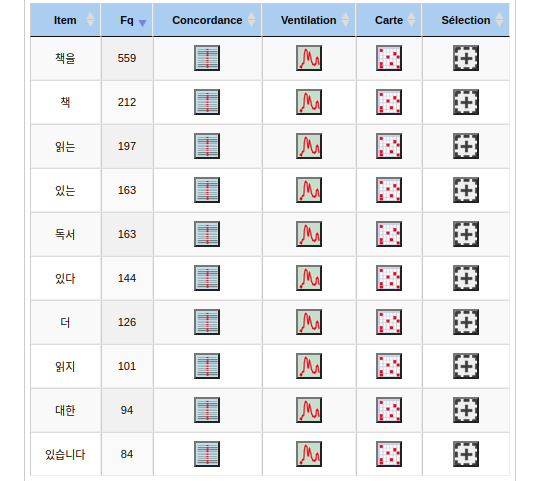 Item Fq Concordance Ventilation Carte Sélection
책을 559
책 212
읽는 197
있는 163
독서 163
있다 144
더 126
읽지 101
대한 94
있습니다 84